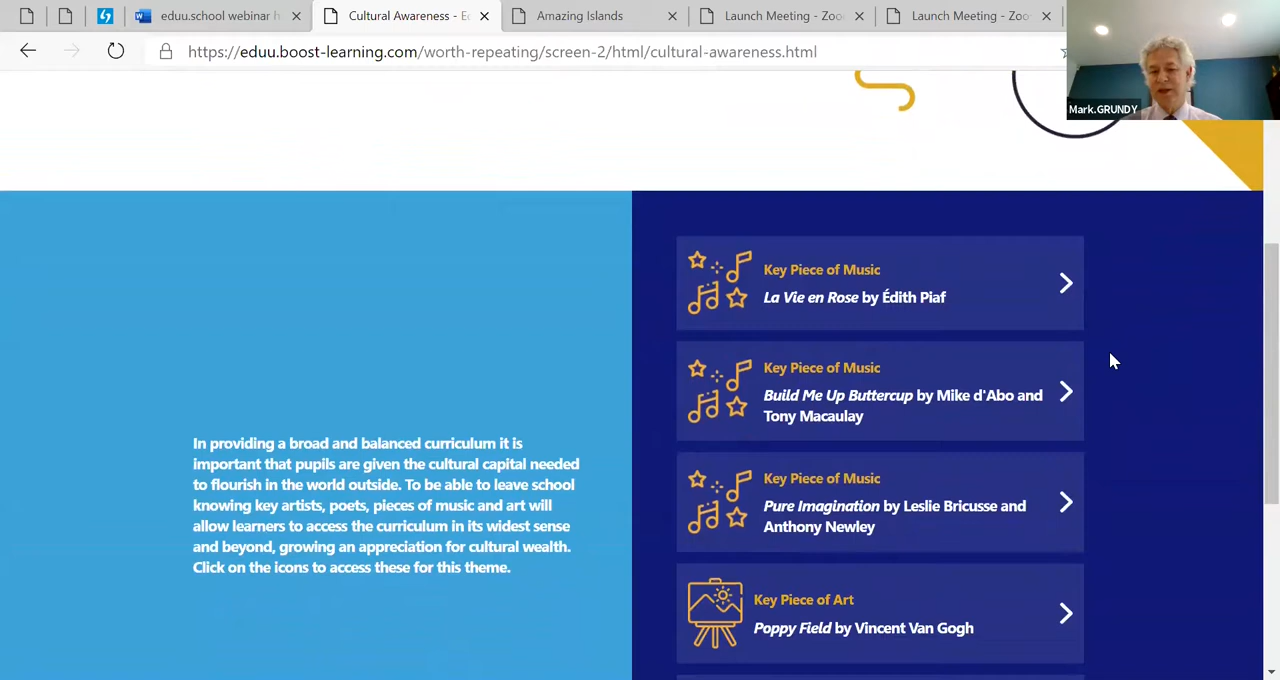 eduu.school webinar h
Cultural Awareness - E
Amazing Islands
Launch Meeting - Zoo
Launch Meeting - Zoo
https://eduu.boost-learning.com/worth-repeating/screen-2/html/cultural-awareness.html
Mark.GRUNDY
Key Piece of Music
La Vie en Rose by Édith Piaf
Key Piece of Music
Build Me Up Buttercup by Mike d'Abo and
Tony Macaulay
Key Piece of Music
Pure Imagination by Leslie Bricusse and
Anthony Newley
Key Piece of Art
Poppy Field by Vincent Van Gogh
In providing a broad and balanced curriculum it is
important that pupils are given the cultural capital needed
to flourish in the world outside. To be able to leave school
knowing key artists, poets, pieces of music and art will
allow learners to access the curriculum in its widest sense
and beyond, growing an appreciation for cultural wealth.
Click on the icons to access these for this theme.